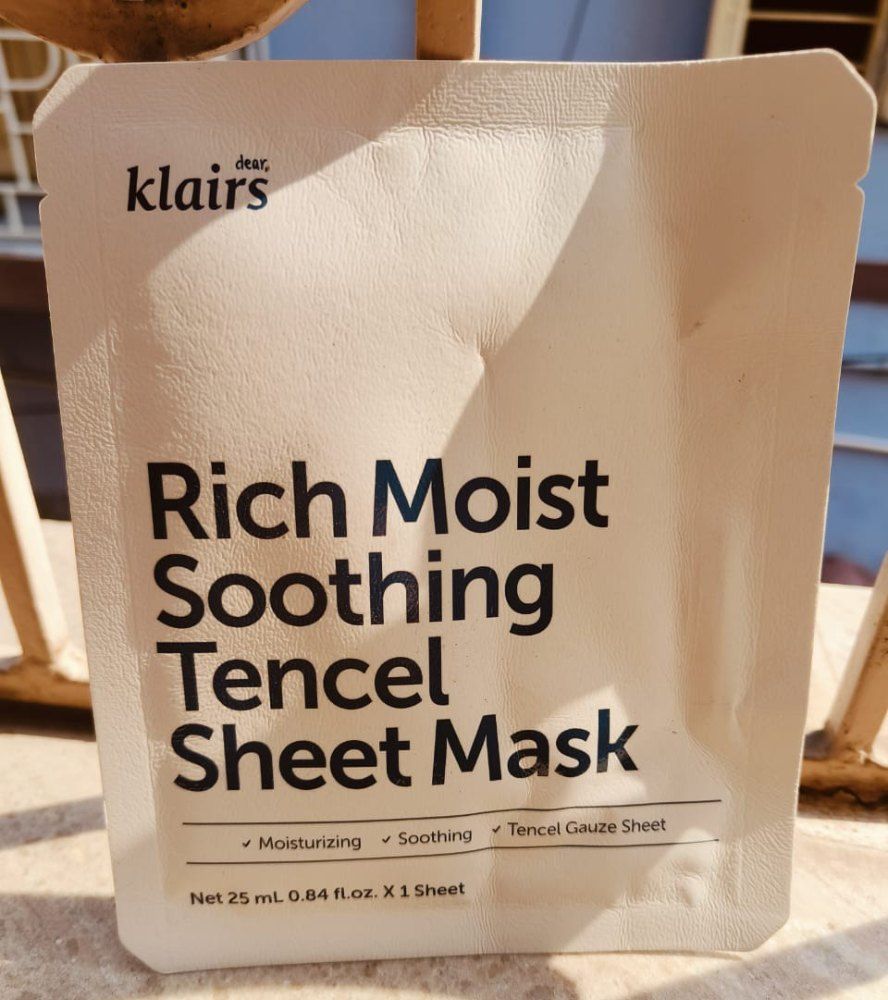 dear,
klairs
Rich Moist
Soothing
Tencel
Sheet Mask
✓ Moisturizing ✓ Soothing ✓ Tencel Gauze Sheet
Net 25 mL 0.84 fl.oz. X 1 Sheet